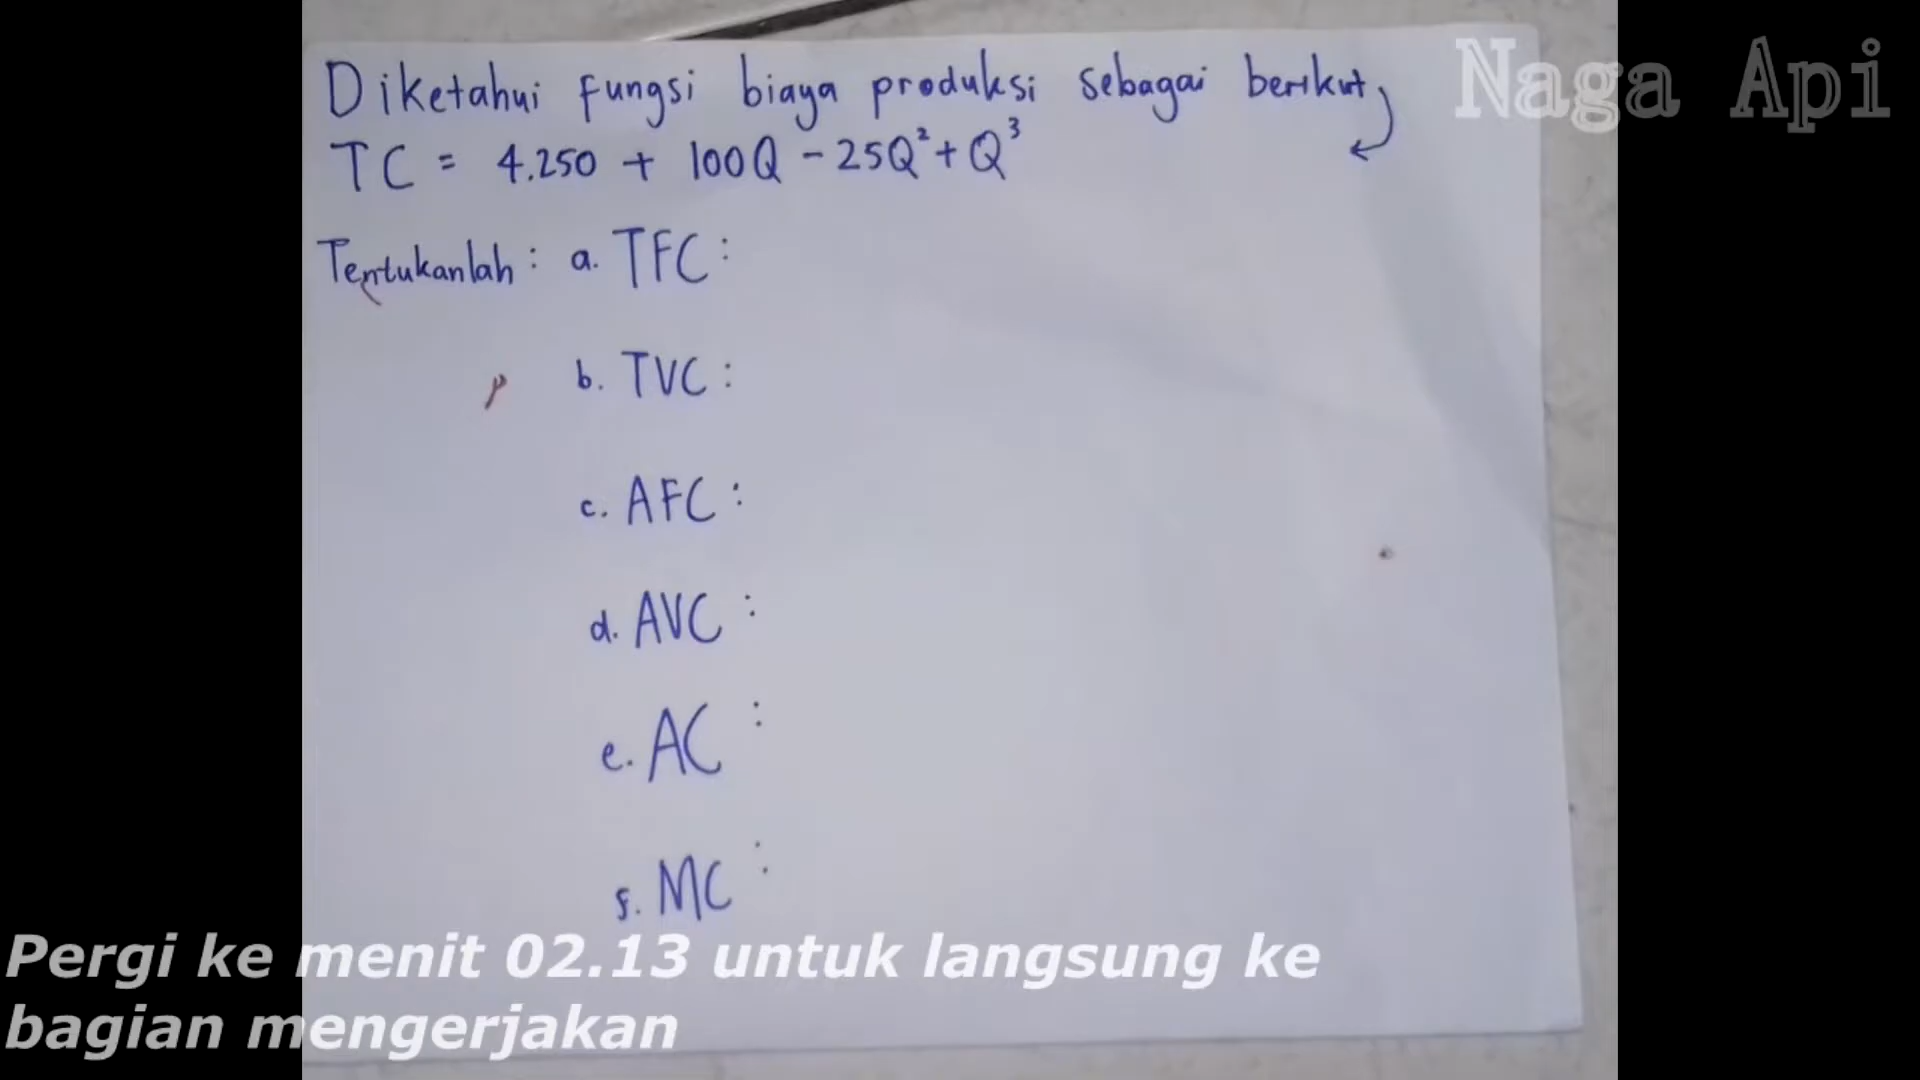 Naga Api
Diketahui fungsi biaya produksi sebagai berikut
TC = 4.250 + 100Q - 25Q² + Q³
Tentukanlah : a. TFC :
b. TVC :
c. AFC :
d. AVC :
e. AC :
f. MC :
Pergi ke menit 02.13 untuk langsung ke
bagian mengerjakan